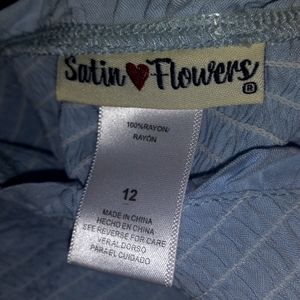 Satin Flowers®
100%RAYON/
RAYÓN
12
MADE IN CHINA
HECHO EN CHINA
SEE REVERSE FOR CARE
VER AL DORSO
PARA EL CUIDADO